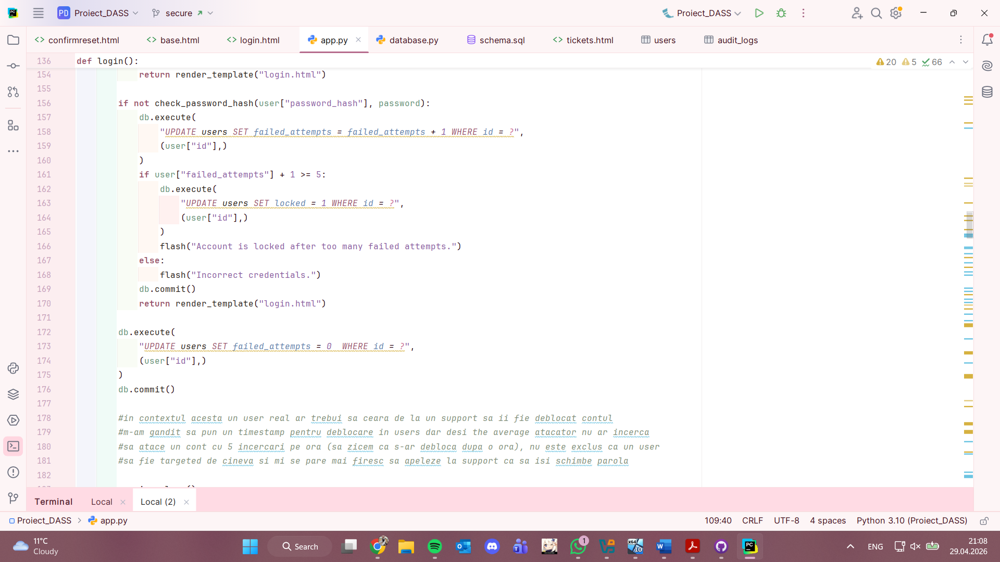 PD Proiect_DASS secure Proiect_DASS
confirmreset.html base.html login.html app.py database.py schema.sql tickets.html users audit_logs
136 def login(): 20 5 66
154 return render_template("login.html")
155
156 if not check_password_hash(user["password_hash"], password):
157 db.execute(
158 "UPDATE users SET failed_attempts = failed_attempts + 1 WHERE id = ?",
159 (user["id"],)
160 )
161 if user["failed_attempts"] + 1 >= 5:
162 db.execute(
163 "UPDATE users SET locked = 1 WHERE id = ?",
164 (user["id"],)
165 )
166 flash("Account is locked after too many failed attempts.")
167 else:
168 flash("Incorrect credentials.")
169 db.commit()
170 return render_template("login.html")
171
172 db.execute(
173 "UPDATE users SET failed_attempts = 0  WHERE id = ?",
174 (user["id"],)
175 )
176 db.commit()
177
178 #in contextul acesta un user real ar trebui sa ceara de la un support sa ii fie deblocat contul
179 #m-am gandit sa pun un timestamp pentru deblocare in users dar desi the average atacator nu ar incerca
180 #sa atace un cont cu 5 incercari pe ora (sa zicem ca s-ar debloca dupa o ora), nu este exclus ca un user
181 #sa fie targeted de cineva si mi se pare mai firesc sa apeleze la support ca sa isi schimbe parola
182
Terminal Local Local (2)
Proiect_DASS app.py 109:40 CRLF UTF-8 4 spaces Python 3.10 (Proiect_DASS)
11°C
Cloudy
Search
1
ENG
21:08
29.04.2026